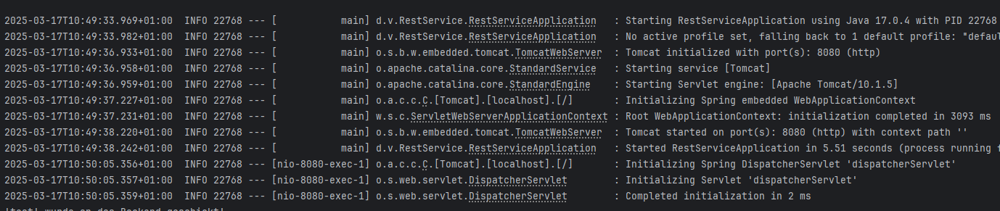 2025-03-17T10:49:33.969+01:00  INFO 22768 --- [           main] d.v.RestService.RestServiceApplication   : Starting RestServiceApplication using Java 17.0.4 with PID 22768
2025-03-17T10:49:33.982+01:00  INFO 22768 --- [           main] d.v.RestService.RestServiceApplication   : No active profile set, falling back to 1 default profile: "defau
2025-03-17T10:49:36.933+01:00  INFO 22768 --- [           main] o.s.b.w.embedded.tomcat.TomcatWebServer  : Tomcat initialized with port(s): 8080 (http)
2025-03-17T10:49:36.958+01:00  INFO 22768 --- [           main] o.apache.catalina.core.StandardService   : Starting service [Tomcat]
2025-03-17T10:49:36.959+01:00  INFO 22768 --- [           main] o.apache.catalina.core.StandardEngine    : Starting Servlet engine: [Apache Tomcat/10.1.5]
2025-03-17T10:49:37.227+01:00  INFO 22768 --- [           main] o.a.c.c.C.[Tomcat].[localhost].[/]       : Initializing Spring embedded WebApplicationContext
2025-03-17T10:49:37.231+01:00  INFO 22768 --- [           main] w.s.c.ServletWebServerApplicationContext : Root WebApplicationContext: initialization completed in 3093 ms
2025-03-17T10:49:38.220+01:00  INFO 22768 --- [           main] o.s.b.w.embedded.tomcat.TomcatWebServer  : Tomcat started on port(s): 8080 (http) with context path ''
2025-03-17T10:49:38.242+01:00  INFO 22768 --- [           main] d.v.RestService.RestServiceApplication   : Started RestServiceApplication in 5.51 seconds (process running
2025-03-17T10:50:05.356+01:00  INFO 22768 --- [nio-8080-exec-1] o.a.c.c.C.[Tomcat].[localhost].[/]       : Initializing Spring DispatcherServlet 'dispatcherServlet'
2025-03-17T10:50:05.357+01:00  INFO 22768 --- [nio-8080-exec-1] o.s.web.servlet.DispatcherServlet        : Initializing Servlet 'dispatcherServlet'
2025-03-17T10:50:05.359+01:00  INFO 22768 --- [nio-8080-exec-1] o.s.web.servlet.DispatcherServlet        : Completed initialization in 2 ms